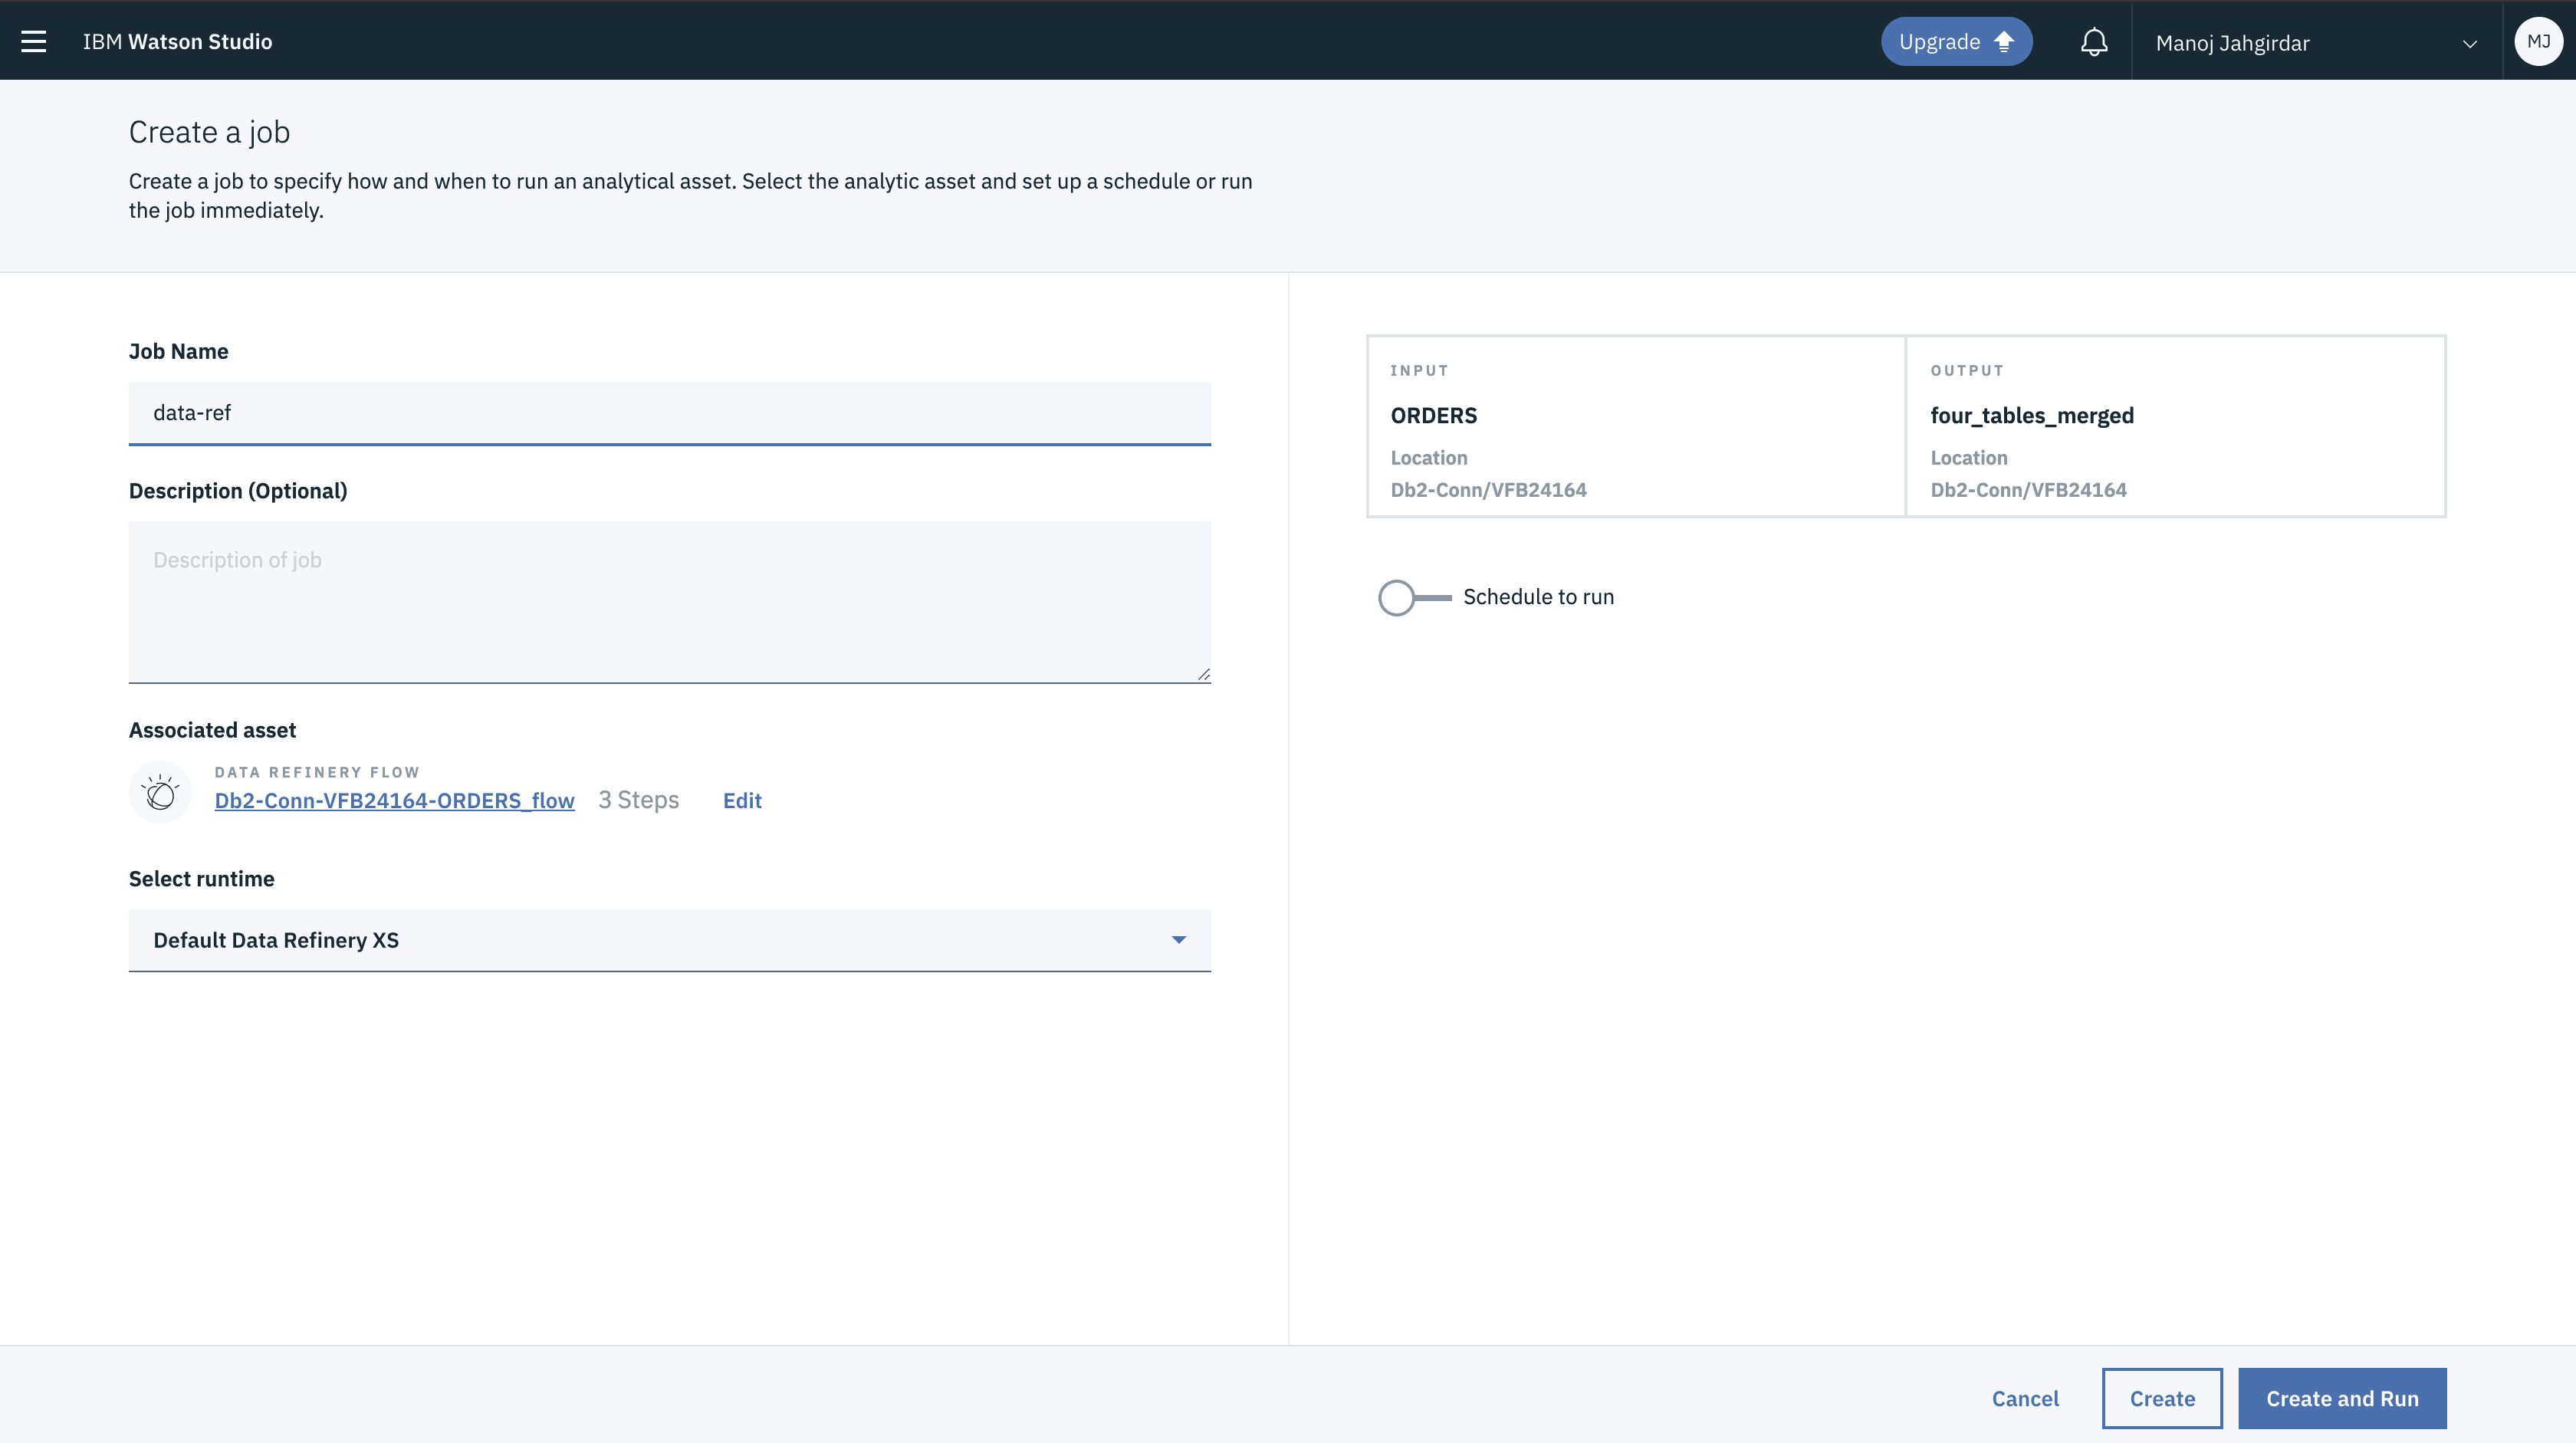 IBM Watson Studio
Upgrade
Manoj Jahgirdar
MJ
Create a job
Create a job to specify how and when to run an analytical asset. Select the analytic asset and set up a schedule or run
the job immediately.
Job Name
data-ref
Description (Optional)
Description of job
Associated asset
DATA REFINERY FLOW
Db2-Conn-VFB24164-ORDERS_flow 3 Steps Edit
Select runtime
Default Data Refinery XS
INPUT
ORDERS
Location
Db2-Conn/VFB24164
OUTPUT
four_tables_merged
Location
Db2-Conn/VFB24164
Schedule to run
Cancel
Create
Create and Run